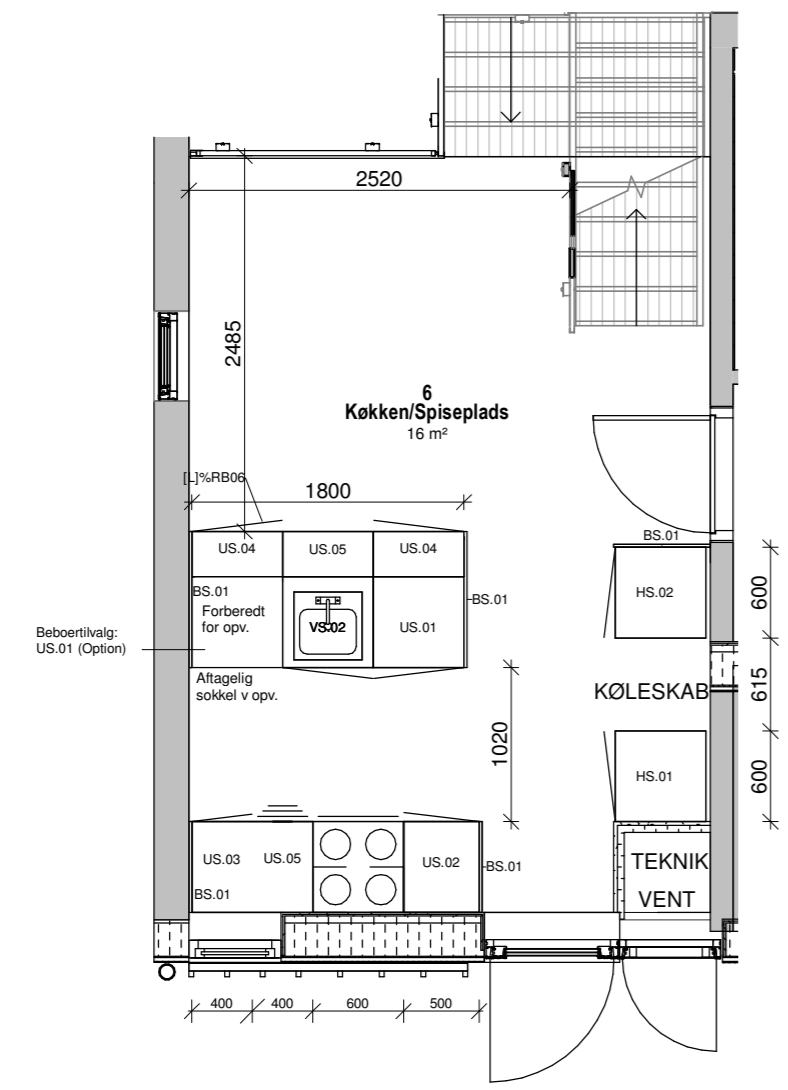 2520
2485
6
Køkken/Spiseplads
16 m²
[L]%RB06
1800
US.04
US.05
US.04
BS.01
BS.01
HS.02
600
Forberedt
for opv.
VS.02
US.01
BS.01
Beboertilvalg:
US.01 (Option)
Aftagelig
sokkel v opv.
KØLESKAB
615
1020
HS.01
600
US.03
US.05
US.02
BS.01
BS.01
TEKNIK
VENT
400
400
600
500